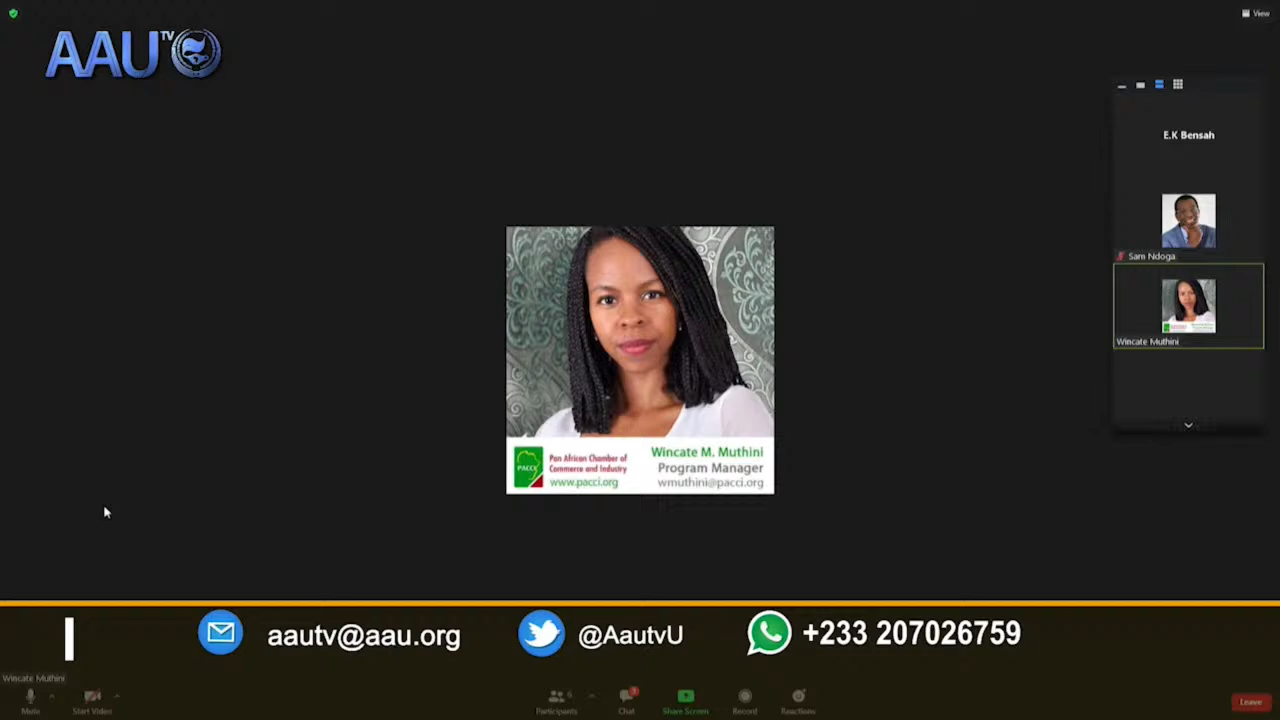 View
AAU TV
E.K Bensah
Sam Ndoga
Wincate Muthini
PACCI
Pan African Chamber of
Commerce and Industry
www.pacci.org
Wincate M. Muthini
Program Manager
wmuthini@pacci.org
aautv@aau.org
@AautvU
+233 207026759
Wincate Muthini
Mute
Start Video
Participants
6
Chat
Share Screen
Record
Reactions
Leave